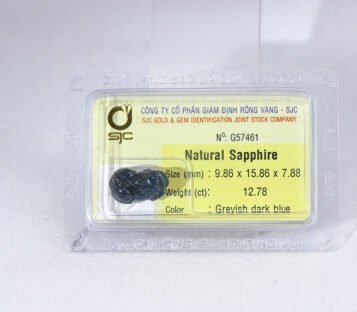 CÔNG TY CỔ PHẦN GIÁM ĐỊNH RỒNG VÀNG - SJC
SJC GOLD & GEM IDENTIFICATION JOINT STOCK COMPANY
SJC
Nº: G57461
Natural Sapphire
Size (mm) : 9.86 x 15.86 x 7.88
Weight (ct): 12.78
Color : Greyish dark blue